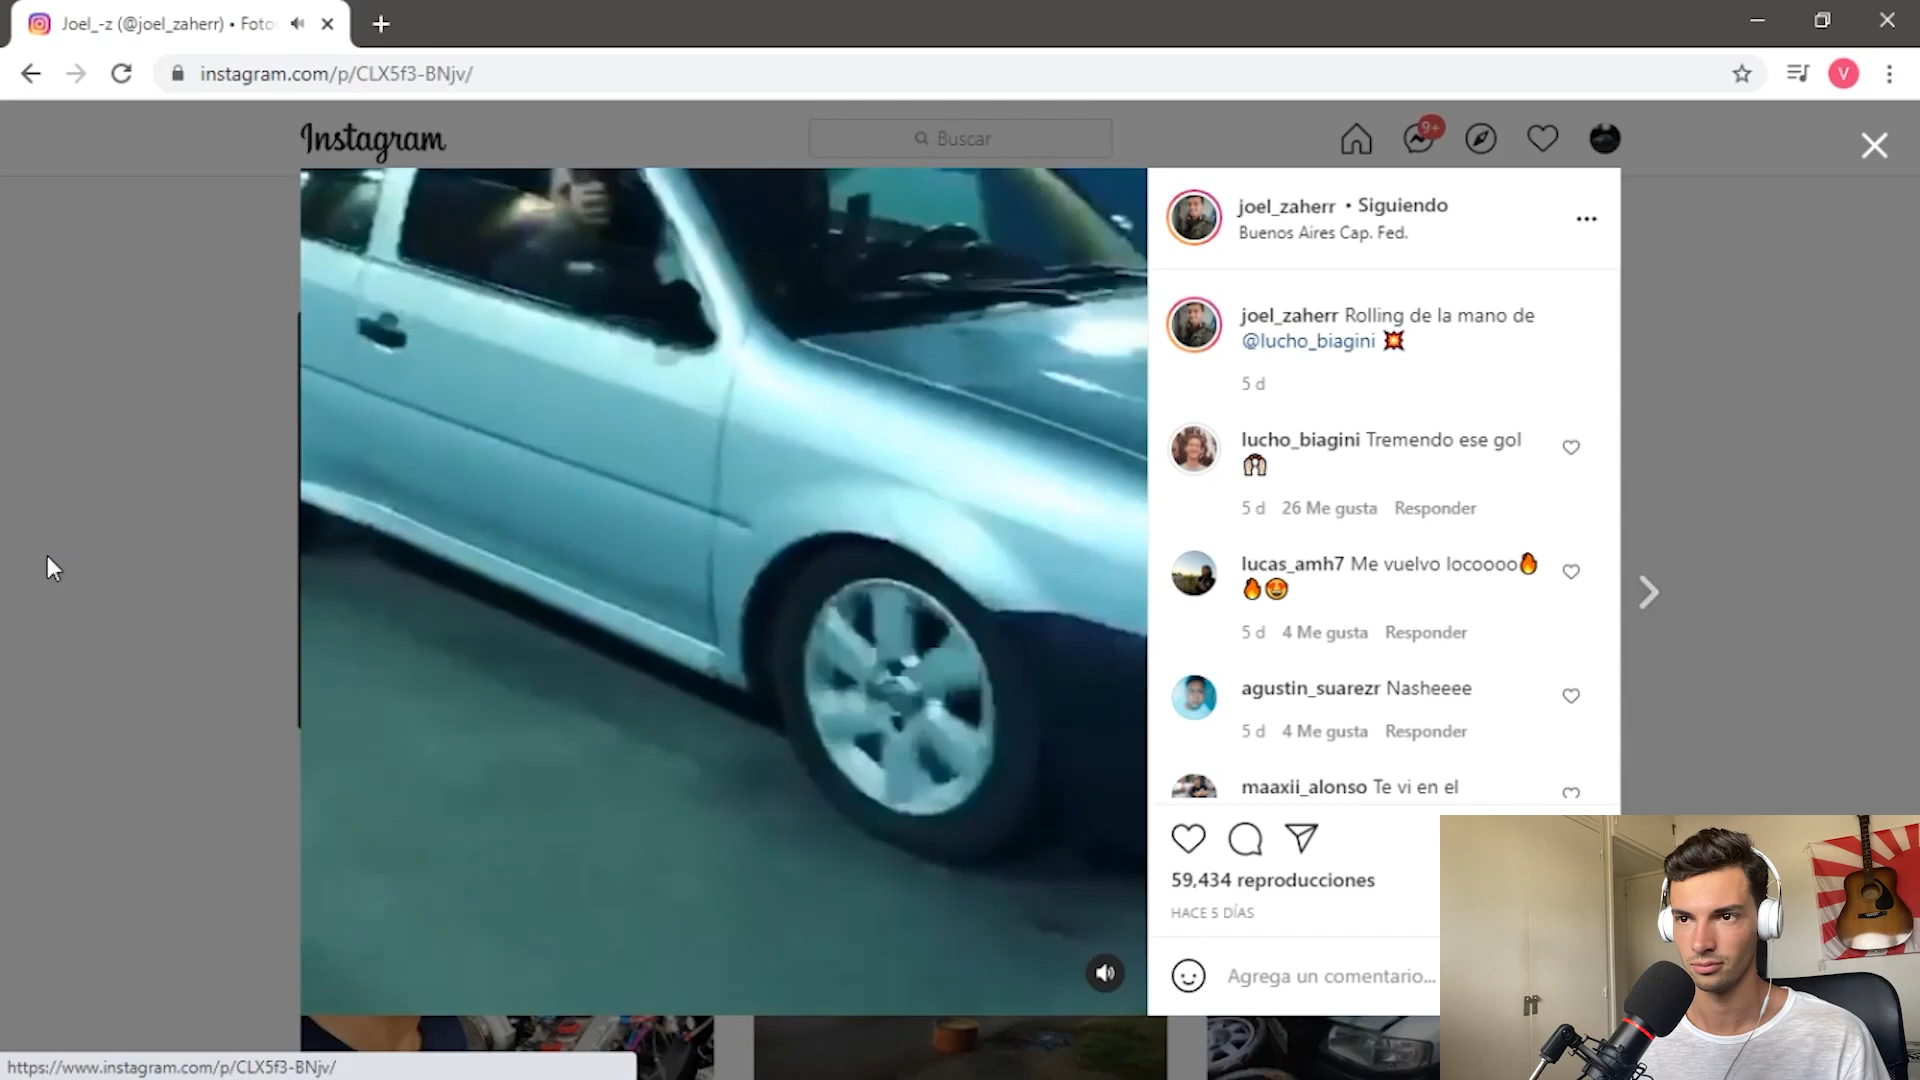 Joel_-z (@joel_zaherr) • Foto
instagram.com/p/CLX5f3-BNjv/
V
Instagram
Buscar
9+
joel_zaherr • Siguiendo
Buenos Aires Cap. Fed.
joel_zaherr Rolling de la mano de
@lucho_biagini 💥
5 d
lucho_biagini Tremendo ese gol
🙌
5 d 26 Me gusta Responder
lucas_amh7 Me vuelvo locoooo🔥
🔥😍
5 d 4 Me gusta Responder
agustin_suarezr Nasheeee
5 d 4 Me gusta Responder
maaxii_alonso Te vi en el
59,434 reproducciones
HACE 5 DÍAS
Agrega un comentario...
https://www.instagram.com/p/CLX5f3-BNjv/